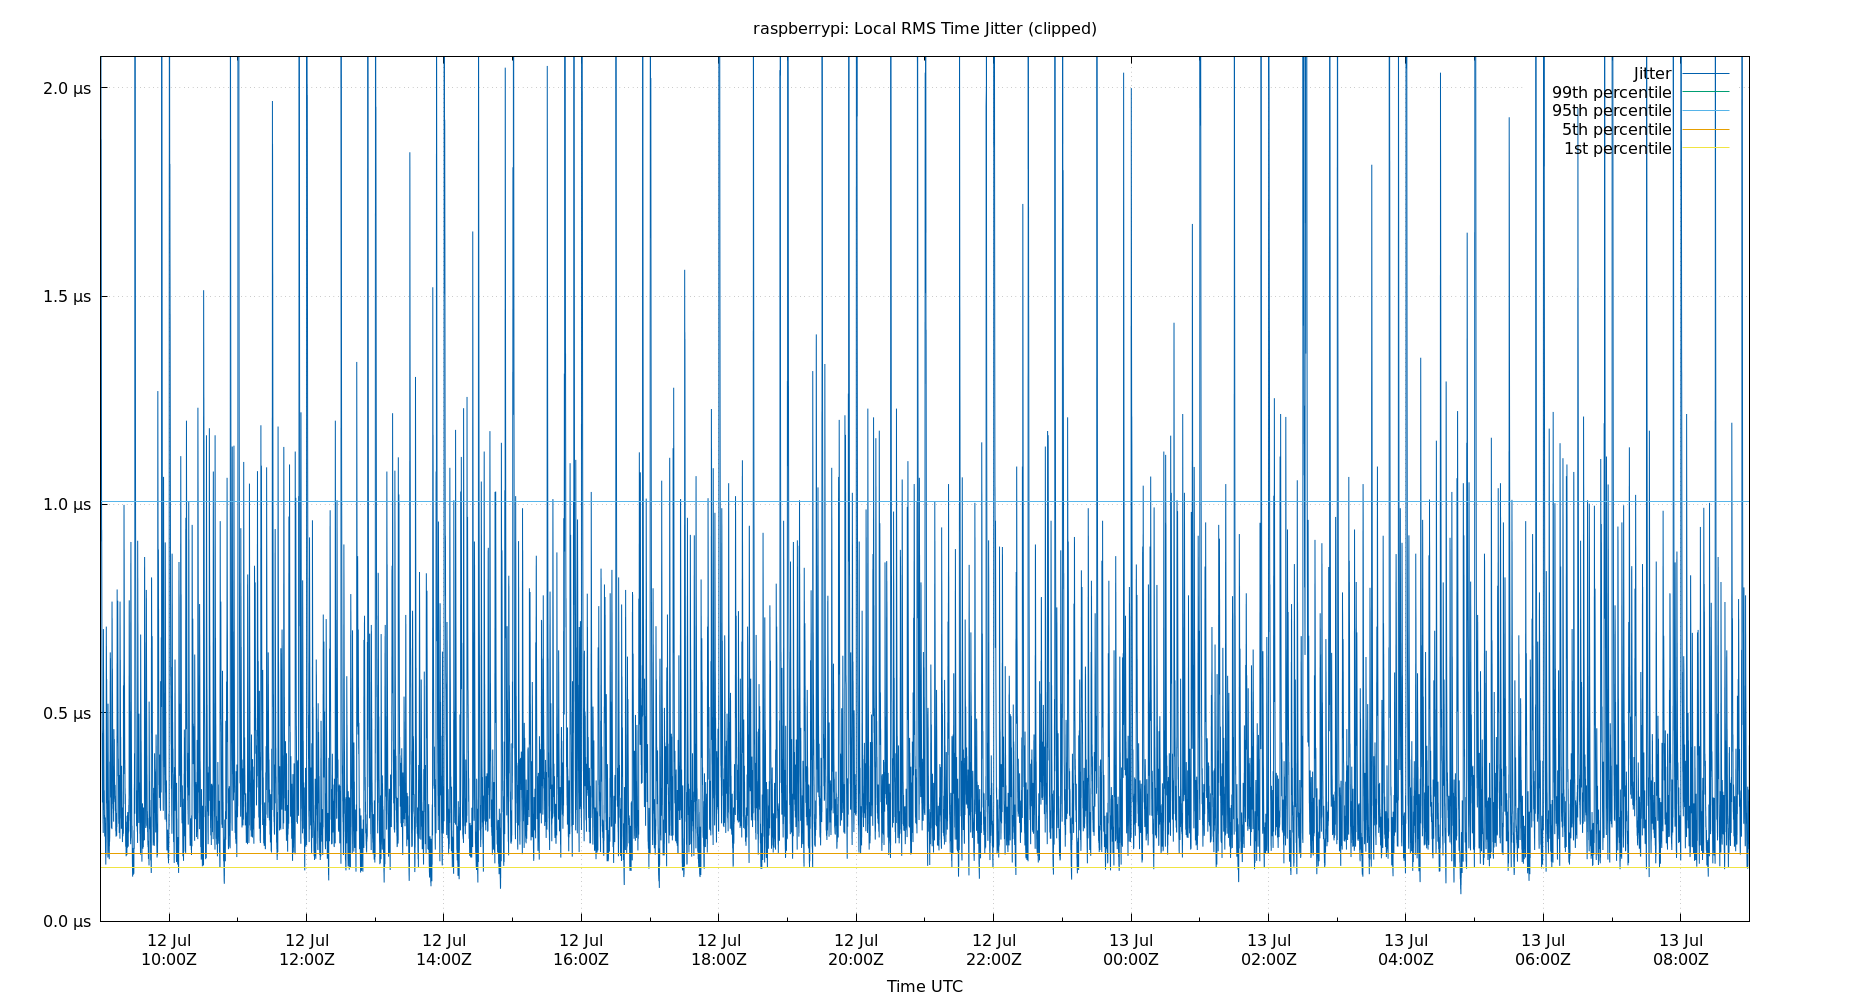 raspberrypi: Local RMS Time Jitter (clipped)
2.0 µs
1.5 µs
1.0 µs
0.5 µs
0.0 µs
Jitter
99th percentile
95th percentile
5th percentile
1st percentile
12 Jul 12 Jul 12 Jul 12 Jul 12 Jul 12 Jul 12 Jul 13 Jul 13 Jul 13 Jul 13 Jul 13 Jul
10:00Z 12:00Z 14:00Z 16:00Z 18:00Z 20:00Z 22:00Z 00:00Z 02:00Z 04:00Z 06:00Z 08:00Z
Time UTC